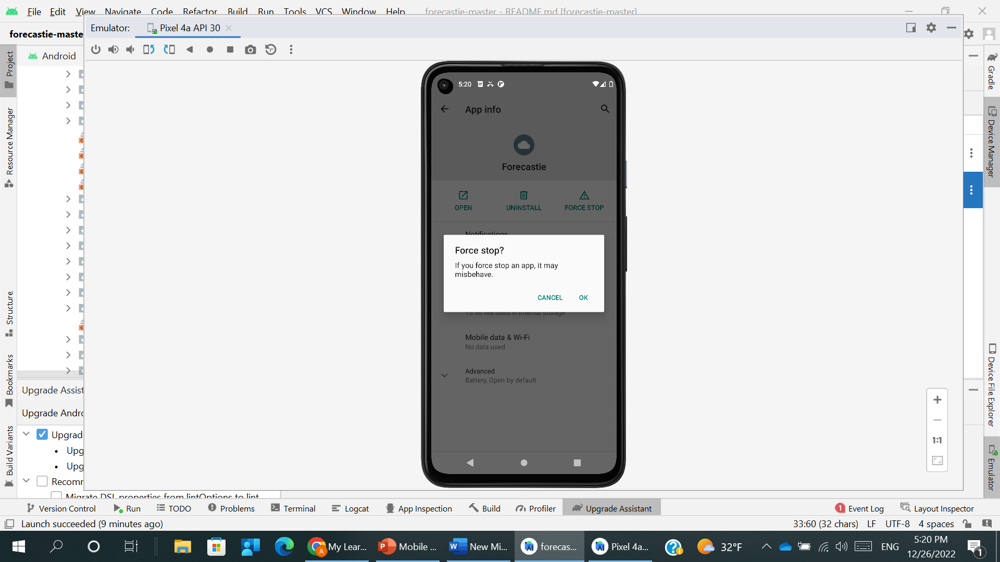 File Edit View Navigate Code Refactor Build Run Tools VCS Window Help forecastie-master - README.md [forecastie-master]
Emulator: Pixel 4a API 30
forecastie-maste
Android
Project
Resource Manager
Structure
Bookmarks
Build Variants
5:20
App info
Forecastie
OPEN UNINSTALL FORCE STOP
Notifications
Force stop?
If you force stop an app, it may
misbehave.
CANCEL OK
15.96 MB used in internal storage
Mobile data & Wi-Fi
No data used
Advanced
Battery, Open by default
Gradle
Device Manager
Device File Explorer
Emulator
1:1
Upgrade Assist
Upgrade Andro
Upgrad
Upg
Upg
Recomm
Migrate DSL properties from lintOptions to lint
Version Control Run TODO Problems Terminal Logcat App Inspection Build Profiler Upgrade Assistant 1 Event Log Layout Inspector
Launch succeeded (9 minutes ago) 33:60 (32 chars) LF UTF-8 4 spaces
My Lear... Mobile ... New Mi... forecas... Pixel 4a... 32°F ENG 5:20 PM
12/26/2022 1